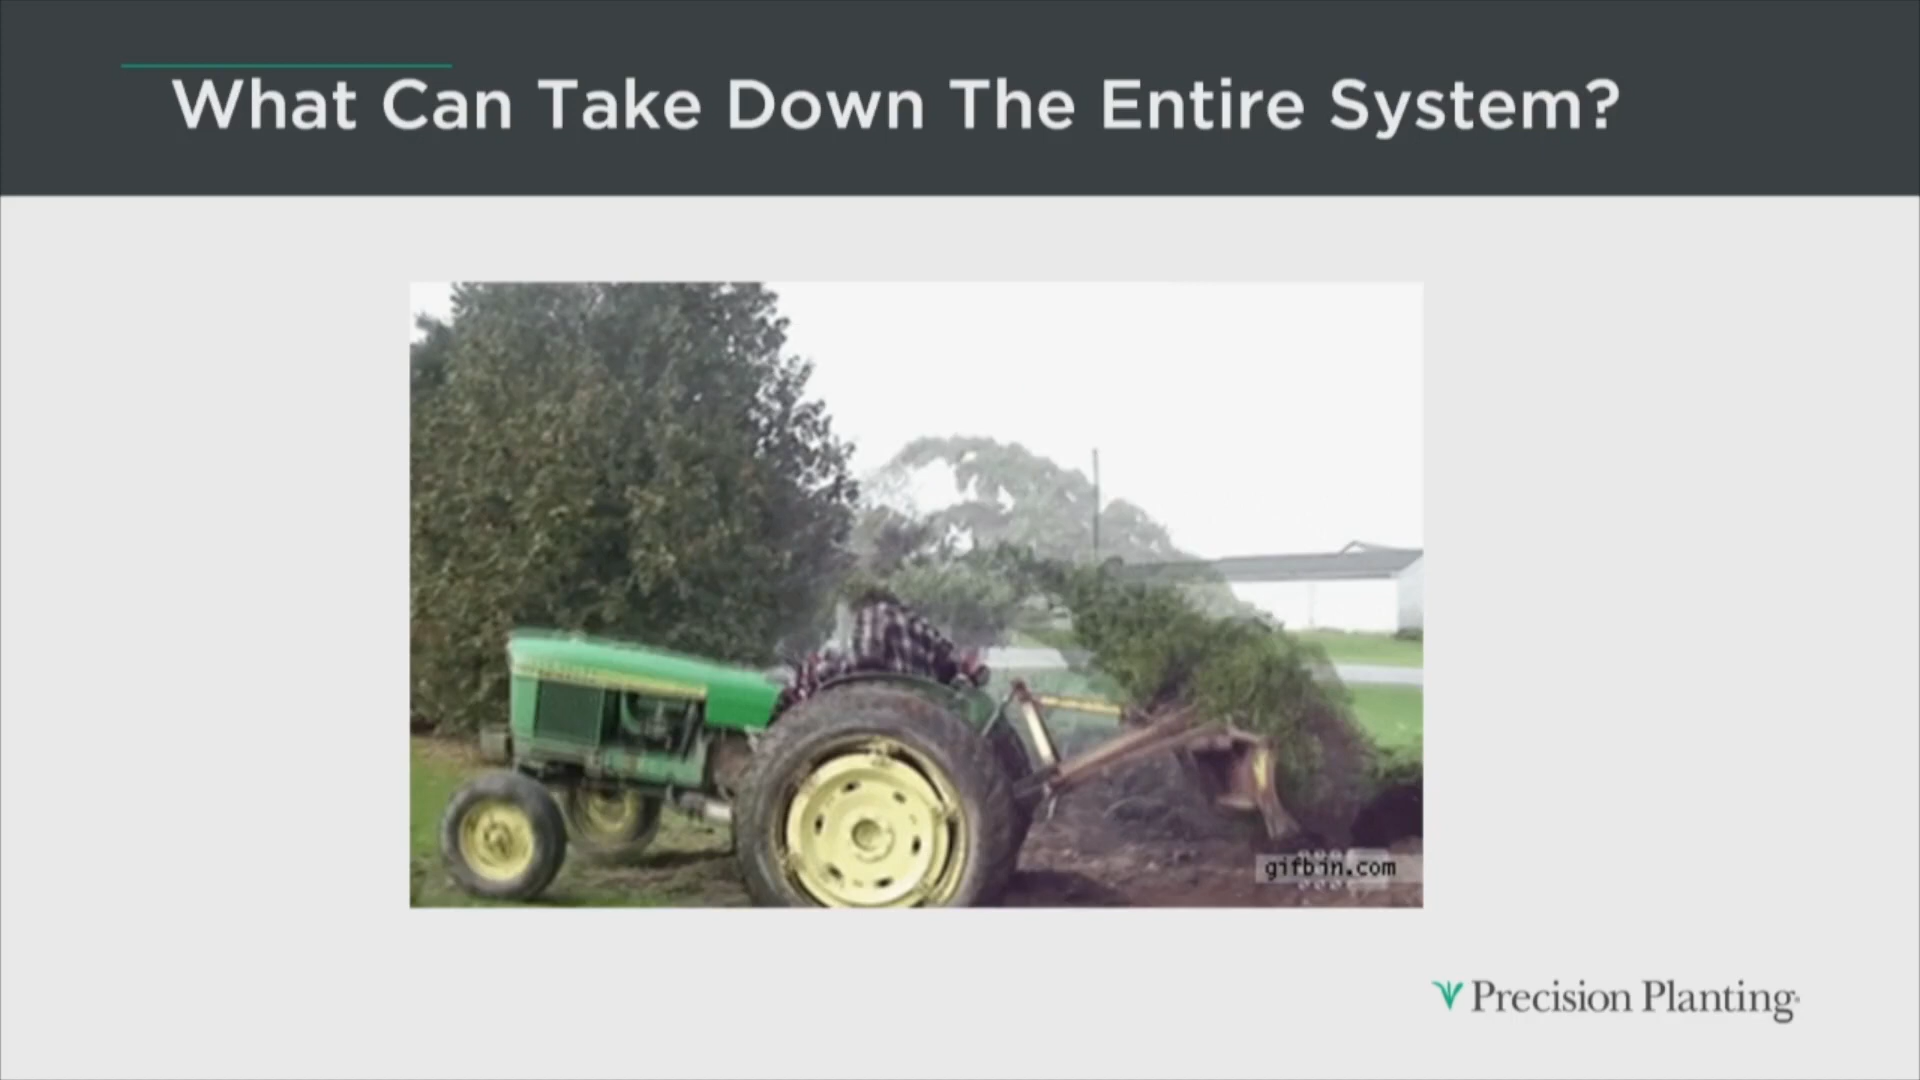 What Can Take Down The Entire System?
gifbin.com
Precision Planting